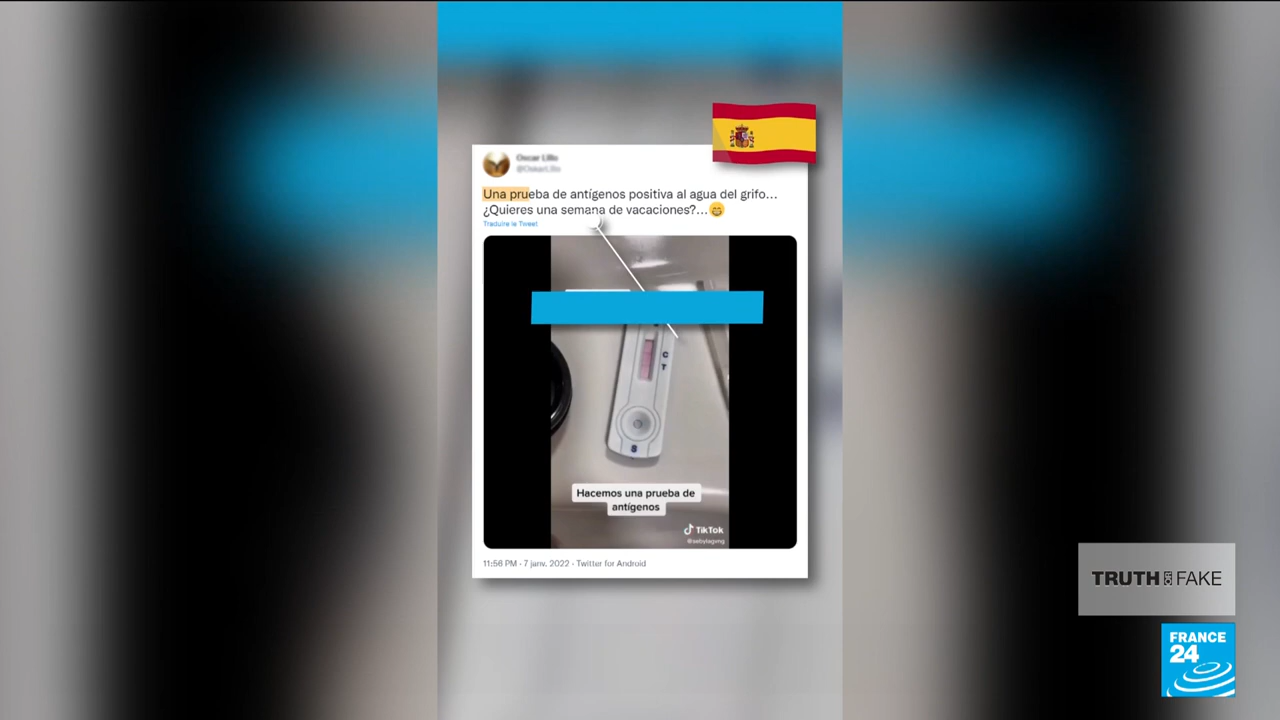 Una prueba de antígenos positiva al agua del grifo...
¿Quieres una semana de vacaciones?...
Traduire le Tweet
C
T
S
Hacemos una prueba de
antígenos
TikTok
11:56 PM · 7 janv. 2022 · Twitter for Android
TRUTH OR FAKE
FRANCE
24